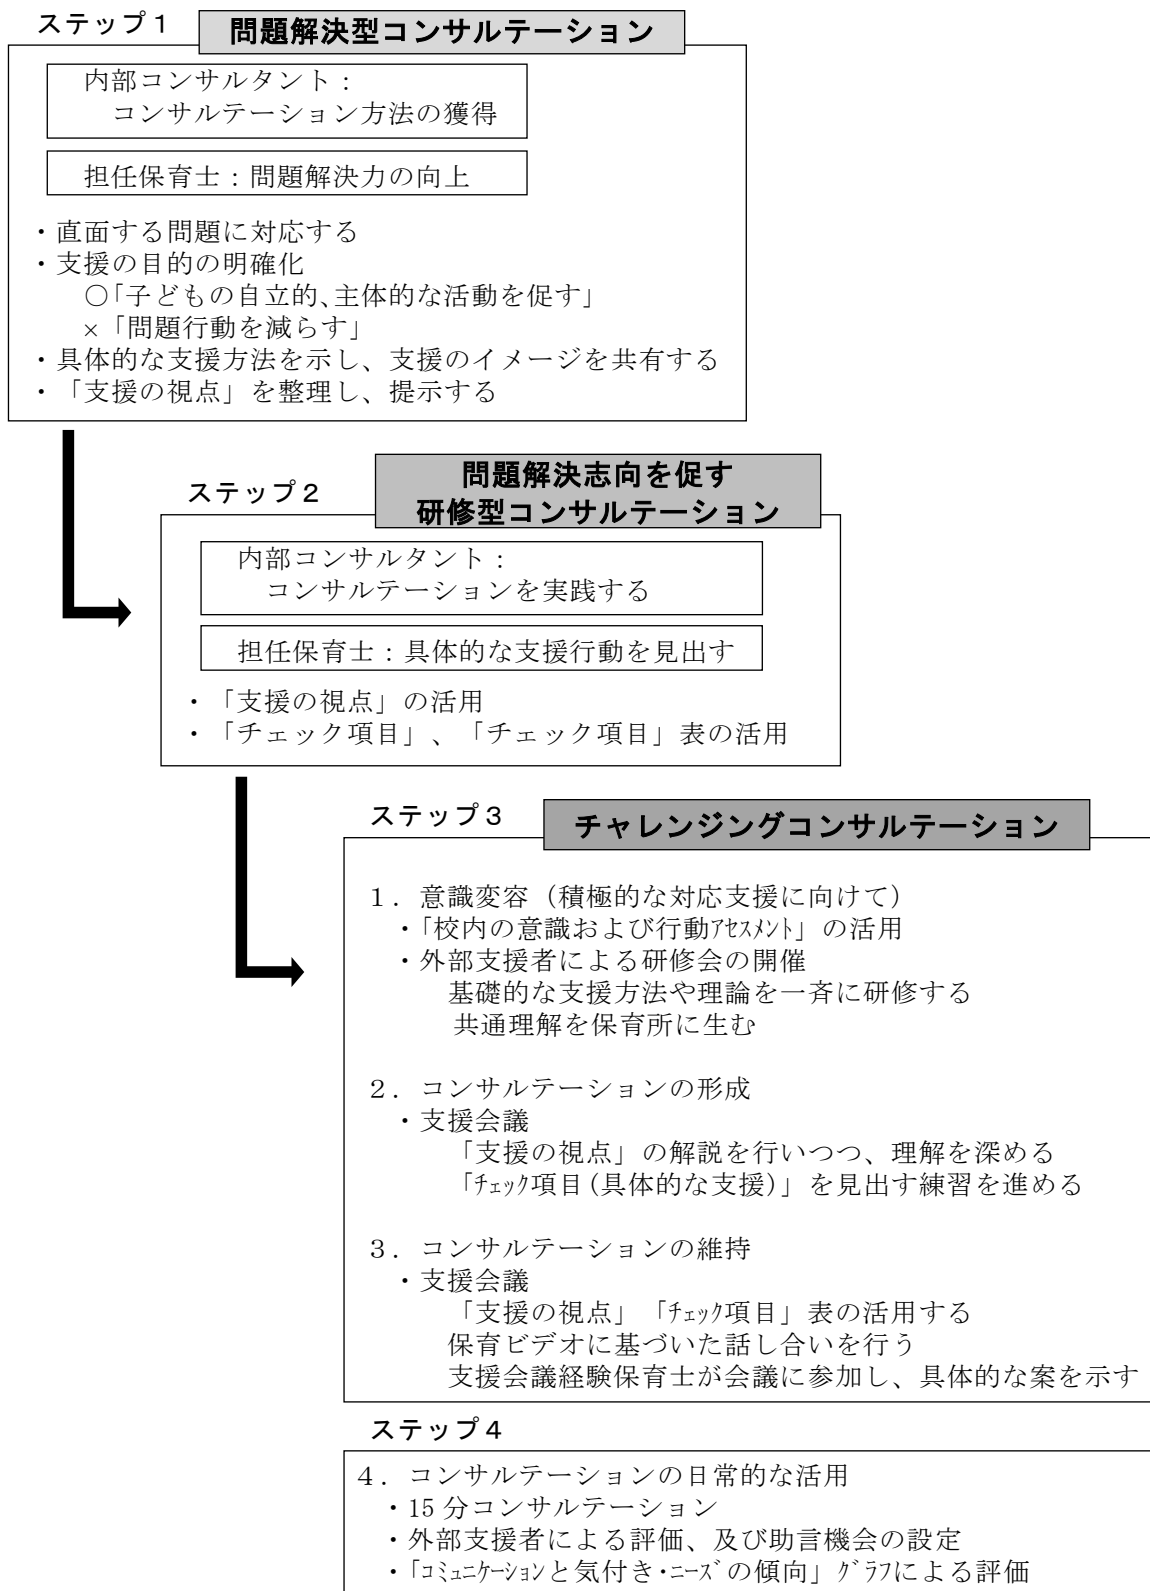 ステップ１
問題解決型コンサルテーション
内部コンサルタント：
コンサルテーション方法の獲得
担任保育士：問題解決力の向上
・直面する問題に対応する
・支援の目的の明確化
○「子どもの自立的、主体的な活動を促す」
×「問題行動を減らす」
・具体的な支援方法を示し、支援のイメージを共有する
・「支援の視点」を整理し、提示する
ステップ２
問題解決志向を促す
研修型コンサルテーション
内部コンサルタント：
コンサルテーションを実践する
担任保育士：具体的な支援行動を見出す
・「支援の視点」の活用
・「チェック項目」、「チェック項目」表の活用
ステップ３
チャレンジングコンサルテーション
１．意識変容（積極的な対応支援に向けて）
・「校内の意識および行動ｱｾｽﾒﾝﾄ」の活用
・外部支援者による研修会の開催
基礎的な支援方法や理論を一斉に研修する
共通理解を保育所に生む
２．コンサルテーションの形成
・支援会議
「支援の視点」の解説を行いつつ、理解を深める
「ﾁｪｯｸ項目(具体的な支援)」を見出す練習を進める
３．コンサルテーションの維持
・支援会議
「支援の視点」「ﾁｪｯｸ項目」表の活用する
保育ビデオに基づいた話し合いを行う
支援会議経験保育士が会議に参加し、具体的な案を示す
ステップ４
４．コンサルテーションの日常的な活用
・15 分コンサルテーション
・外部支援者による評価、及び助言機会の設定
・「ｺﾐｭﾆｹｰｼｮﾝと気付き・ﾆｰｽﾞの傾向」ｸﾞﾗﾌによる評価